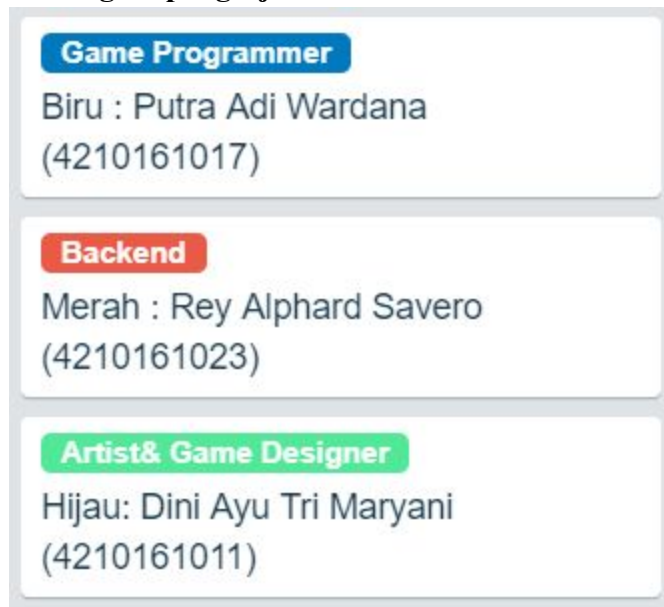 Game Programmer
Biru : Putra Adi Wardana
(4210161017)
Backend
Merah : Rey Alphard Savero
(4210161023)
Artist& Game Designer
Hijau: Dini Ayu Tri Maryani
(4210161011)